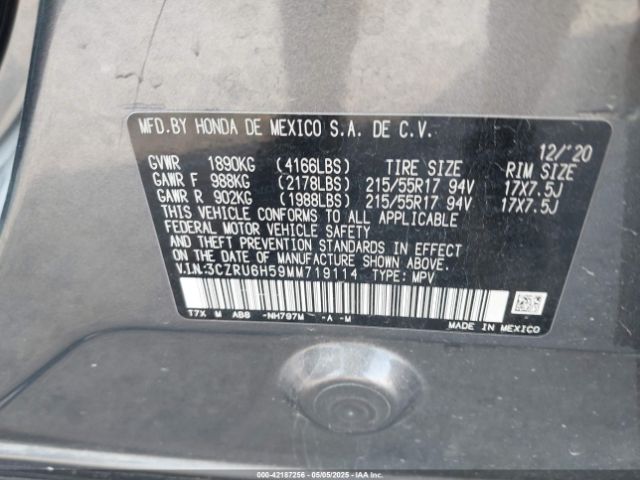 MFD.BY HONDA DE MEXICO S.A. DE C.V.
12/'20
GVWR 1890KG (4166LBS) TIRE SIZE RIM SIZE
GAWR F 988KG (2178LBS) 215/55R17 94V 17X7.5J
GAWR R 902KG (1988LBS) 215/55R17 94V 17X7.5J
THIS VEHICLE CONFORMS TO ALL APPLICABLE
FEDERAL MOTOR VEHICLE SAFETY
AND THEFT PREVENTION STANDARDS IN EFFECT
ON THE DATE OF MANUFACTURE SHOWN ABOVE.
V.I.N:3CZRU6H59MM719114 TYPE: MPV
T7X M AB8 -NH797M -A -M
MADE IN MEXICO
000-42187256 - 05/05/2025 - IAA Inc.